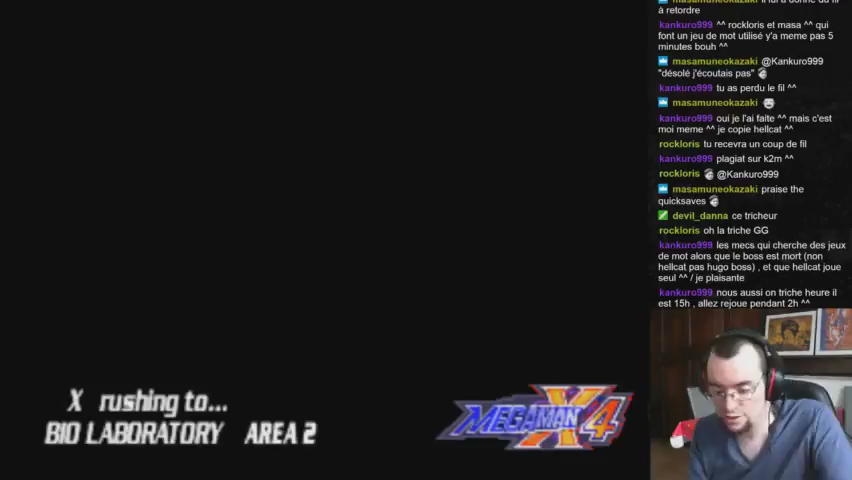 masamuneokazaki il lui a donné du fil
à retordre
kankuro999 ^^ rockloris et masa ^^ qui
font un jeu de mot utilisé y'a meme pas 5
minutes bouh ^^
masamuneokazaki @Kankuro999
"désolé j'écoutais pas"
kankuro999 tu as perdu le fil ^^
masamuneokazaki
kankuro999 oui je l'ai faite ^^ mais c'est
moi meme ^^ je copie hellcat ^^
rockloris tu recevra un coup de fil
kankuro999 plagiat sur k2m ^^
rockloris @Kankuro999
masamuneokazaki praise the
quicksaves
devil_danna ce tricheur
rockloris oh la triche GG
kankuro999 les mecs qui cherche des jeux
de mot alors que le boss est mort (non
hellcat pas hugo boss) , et que hellcat joue
seul ^^ / je plaisante
kankuro999 nous aussi on triche heure il
est 15h , allez rejoue pendant 2h ^^
X rushing to...
BIO LABORATORY AREA 2
MEGAMAN X4